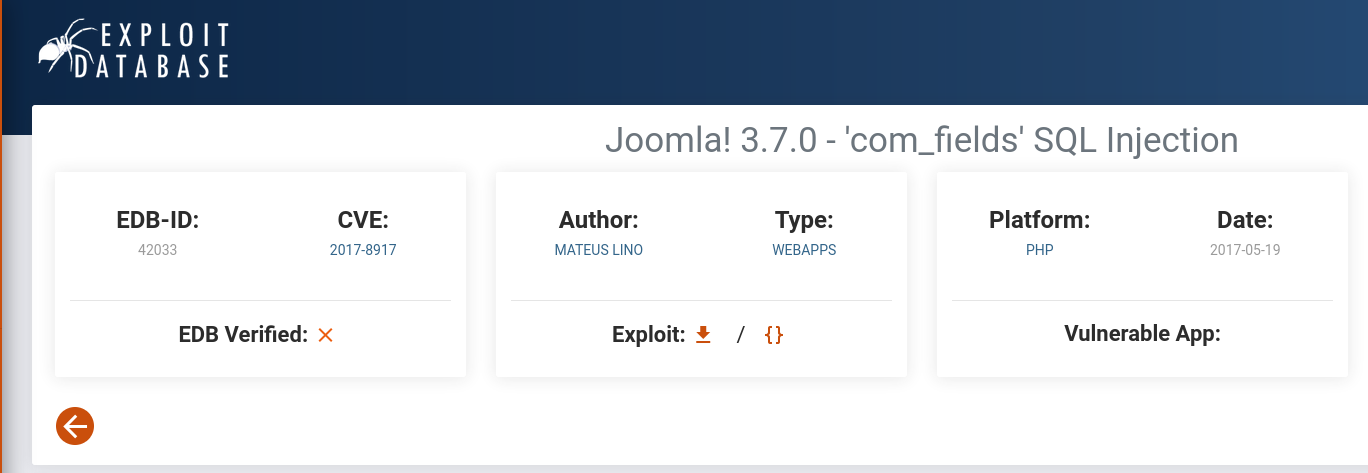 EXPLOIT
DATABASE
Joomla! 3.7.0 - 'com_fields' SQL Injection
EDB-ID:
42033
CVE:
2017-8917
EDB Verified:
Author:
MATEUS LINO
Type:
WEBAPPS
Exploit: / {}
Platform:
PHP
Date:
2017-05-19
Vulnerable App: